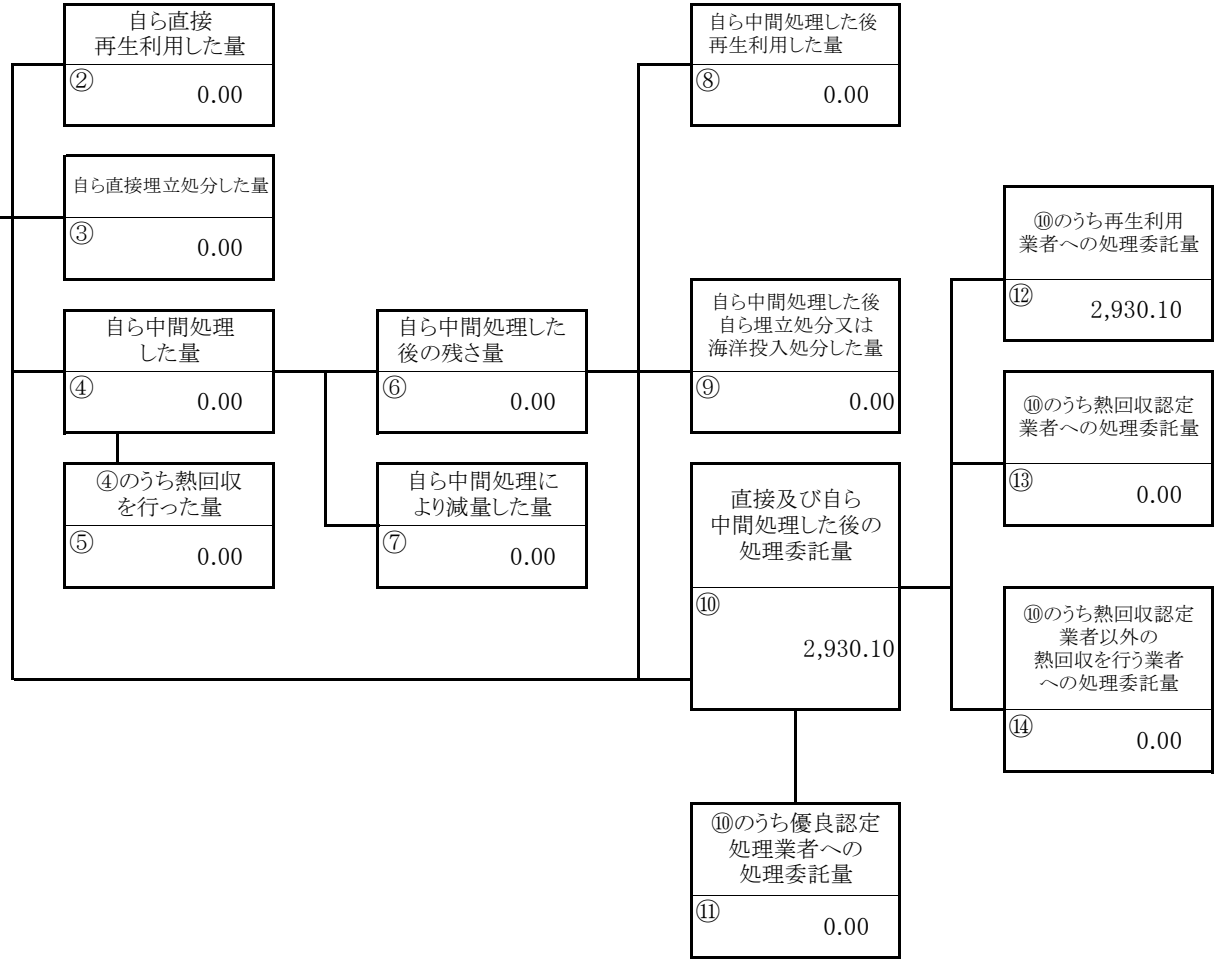 自ら直接
再生利用した量
②
0.00
自ら直接埋立処分した量
③
0.00
自ら中間処理
した量
④
0.00
④のうち熱回収
を行った量
⑤
0.00
自ら中間処理した
後の残さ量
⑥
0.00
自ら中間処理に
より減量した量
⑦
0.00
自ら中間処理した後
再生利用した量
⑧
0.00
自ら中間処理した後
自ら埋立処分又は
海洋投入処分した量
⑨
0.00
直接及び自ら
中間処理した後の
処理委託量
⑩
2,930.10
⑩のうち優良認定
処理業者への
処理委託量
⑪
0.00
⑩のうち再生利用
業者への処理委託量
⑫
2,930.10
⑩のうち熱回収認定
業者への処理委託量
⑬
0.00
⑩のうち熱回収認定
業者以外の
熱回収を行う業者
への処理委託量
⑭
0.00